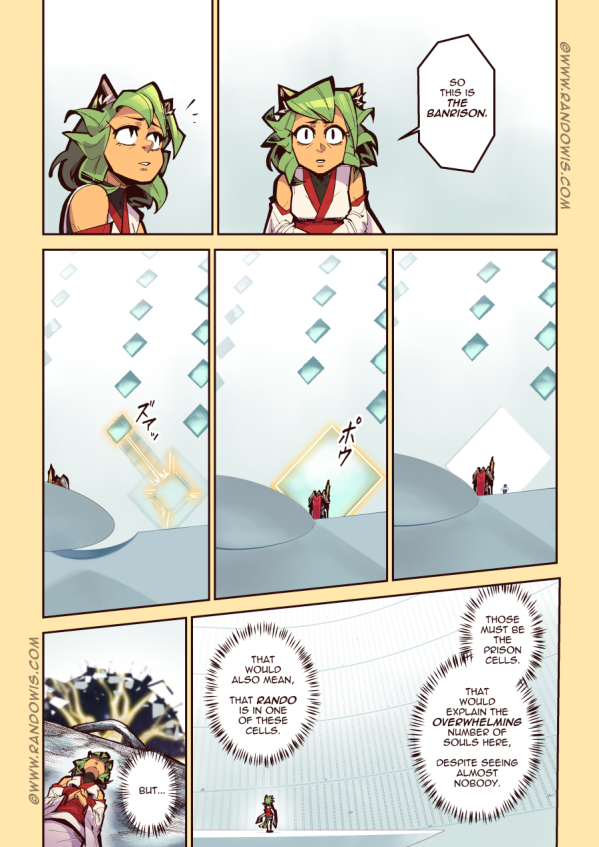 SO
THIS IS
THE
BANRISON.
©WWW.RANDOWIS.COM
ズアッ
ポウ
THOSE
MUST BE
THE
PRISON
CELLS.
THAT
WOULD
EXPLAIN THE
OVERWHELMING
NUMBER OF
SOULS HERE,
DESPITE SEEING
ALMOST
NOBODY.
THAT
WOULD
ALSO MEAN,
THAT RANDO
IS IN ONE
OF THESE
CELLS.
BUT...
©WWW.RANDOWIS.COM